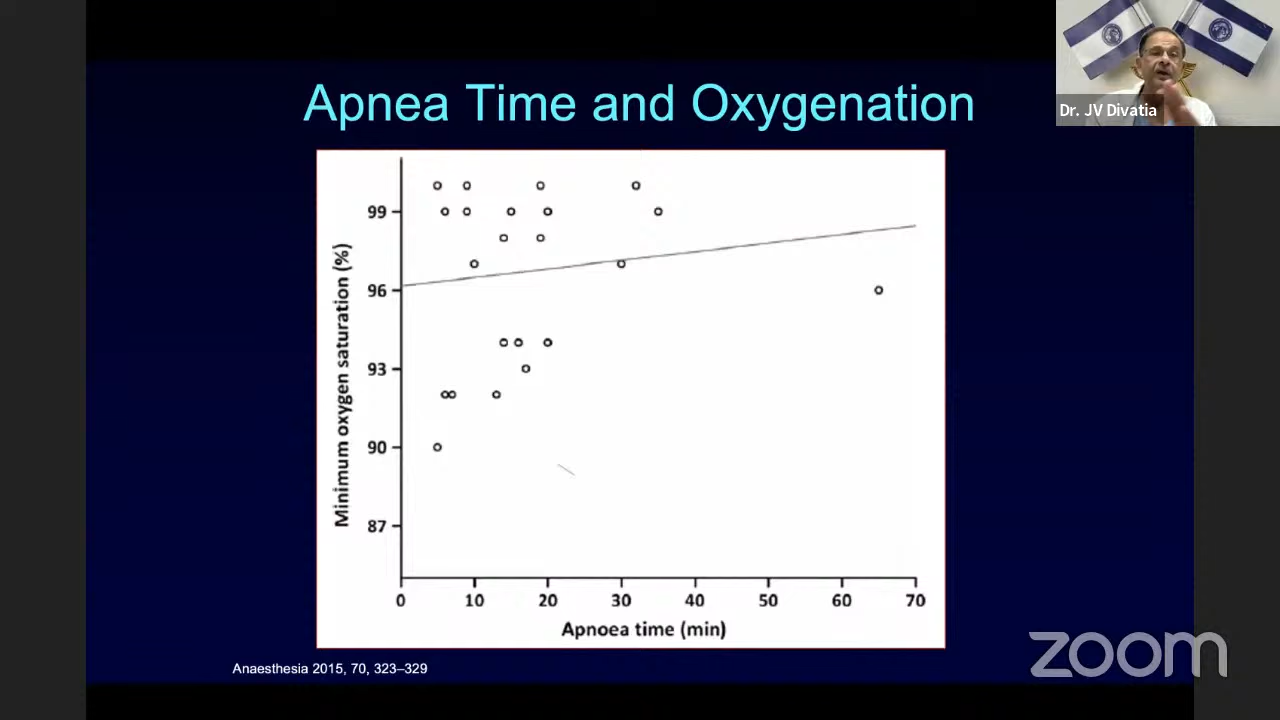 Dr. JV Divatia
Apnea Time and Oxygenation
Minimum oxygen saturation (%)
99
96
93
90
87
0 10 20 30 40 50 60 70
Apnoea time (min)
Anaesthesia 2015, 70, 323–329
zoom